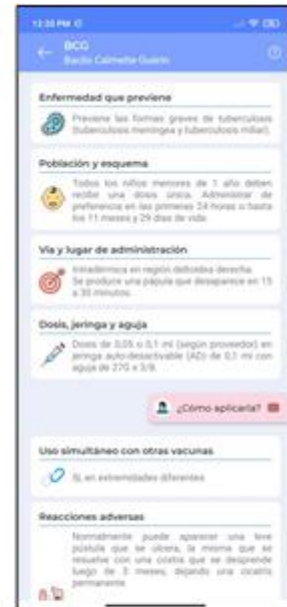 12:35 PM
BCG
Bacilo Calmette Guérin
Enfermedad que previene
Previene las formas graves de tuberculosis
(tuberculosis meníngea y tuberculosis miliar).
Población y esquema
Todos los niños menores de 1 año deben
recibir una dosis única. Administrar de
preferencia en las primeras 24 horas o hasta
los 11 meses y 29 días de vida.
Vía y lugar de administración
Intradérmica en región deltoidea derecha.
Se produce una pápula que desaparece en 15
a 30 minutos.
Dosis, jeringa y aguja
Dosis de 0,05 o 0,1 ml (según proveedor) en
jeringa auto-desactivable (AD) de 0,1 ml con
aguja de 27G x 3/8.
¿Cómo aplicarla?
Uso simultáneo con otras vacunas
Sí, en extremidades diferentes.
Reacciones adversas
Normalmente puede aparecer una leve
pústula que se ulcera, la misma que se
resuelve con una costra que se desprende
luego de 3 meses, dejando una cicatriz
permanente.